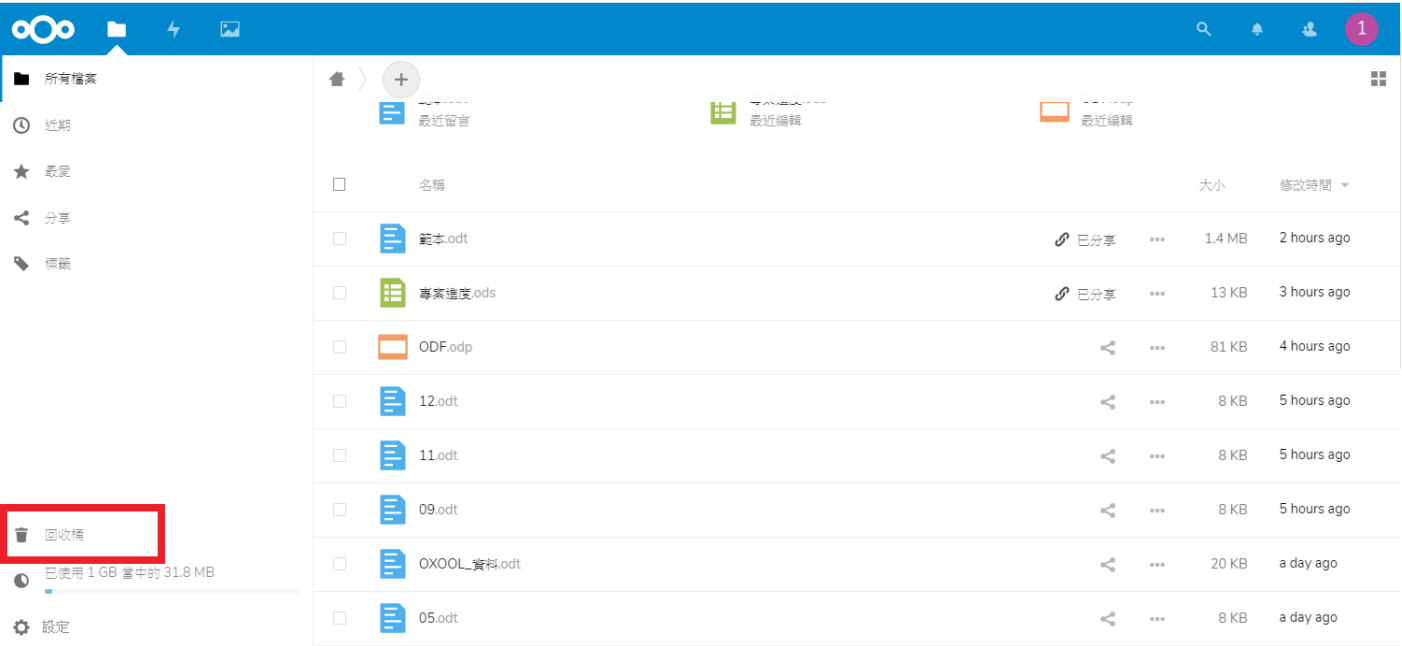 1
所有檔案
近期
最愛
分享
標籤
回收桶
已使用 1 GB 當中的 31.8 MB
設定
最近留言
最近編輯
最近編輯
名稱 大小 修改時間
範本.odt 已分享 1.4 MB 2 hours ago
專案進度.ods 已分享 13 KB 3 hours ago
ODF.odp 81 KB 4 hours ago
12.odt 8 KB 5 hours ago
11.odt 8 KB 5 hours ago
09.odt 8 KB 5 hours ago
OXOOL_資料.odt 20 KB a day ago
05.odt 8 KB a day ago